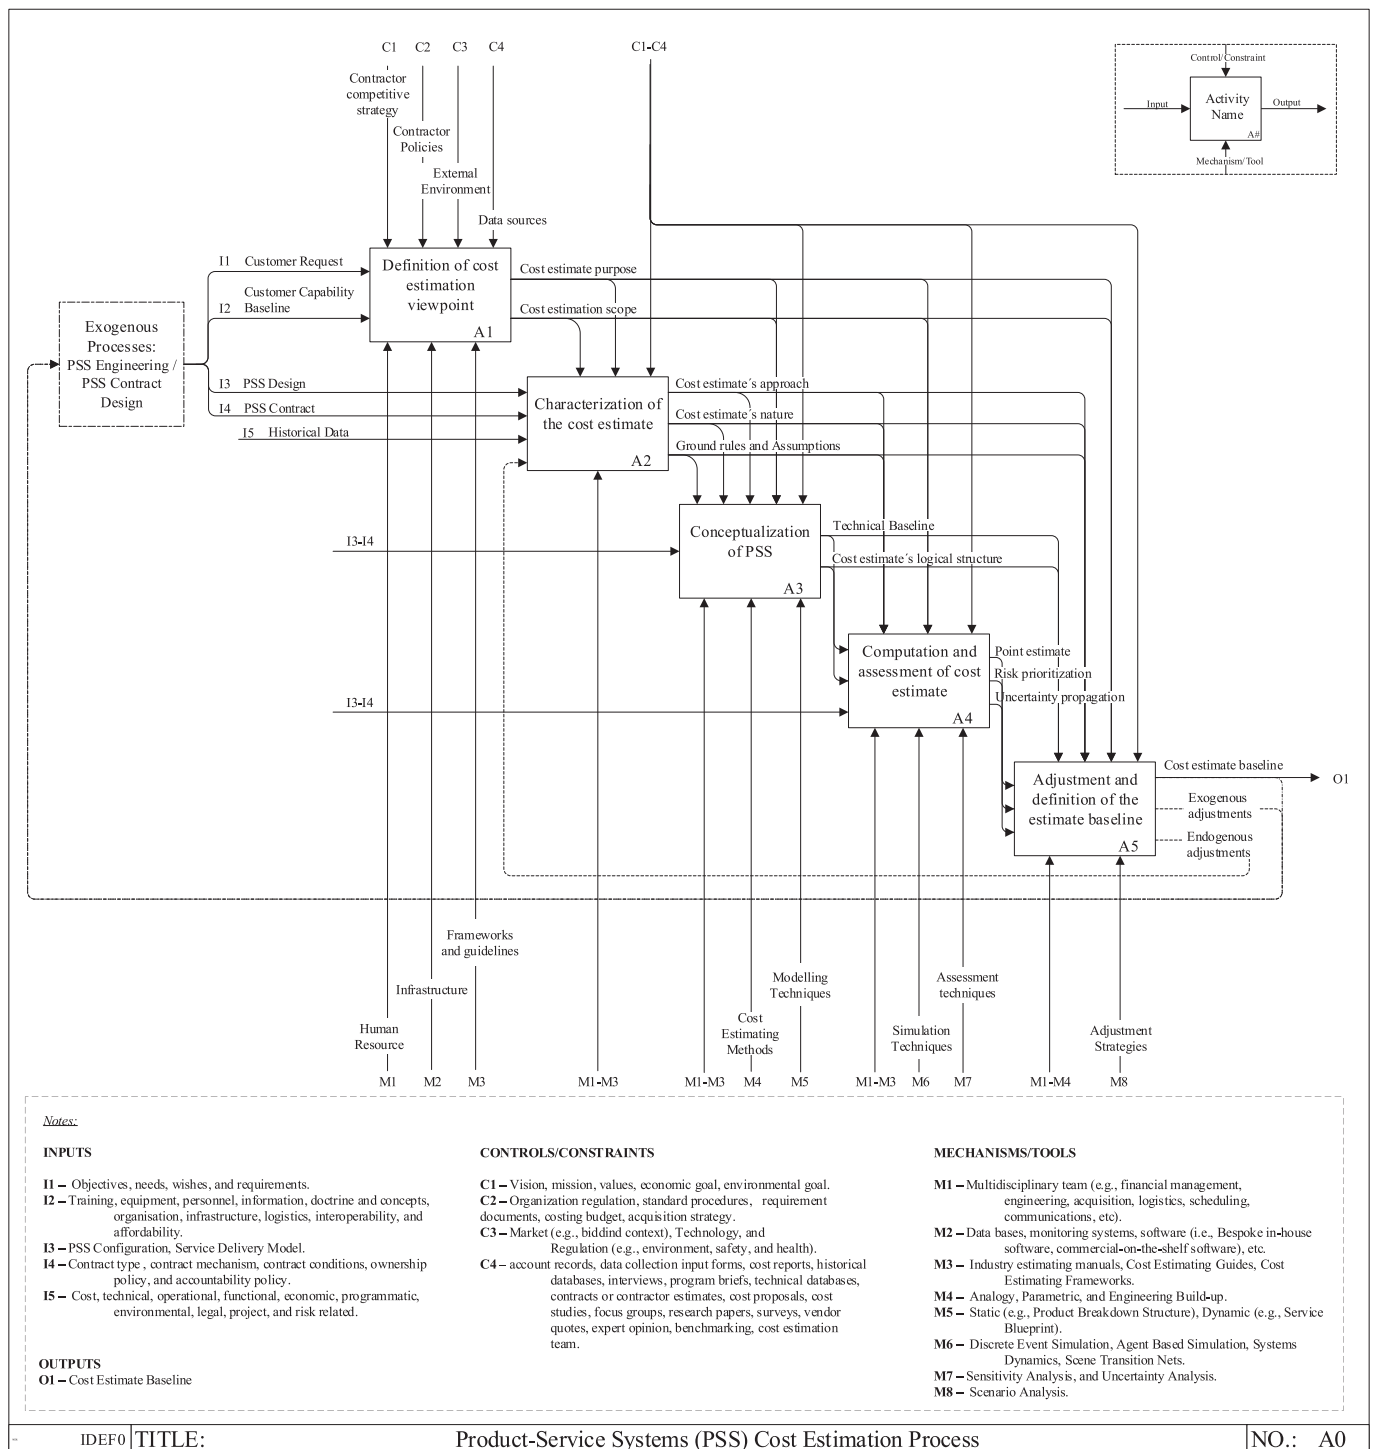 C1 C2 C3 C4 C1-C4
Contractor
competitive
strategy
Contractor
Policies
External
Environment
Data sources
Control/Constraint
Input
Activity
Name
Output
A#
Mechanism/Tool
I1 Customer Request
Customer Capability
I2 Baseline
Definition of cost
estimation
viewpoint
A1
Cost estimate purpose
Cost estimation scope
Exogenous
Processes:
PSS Engineering /
PSS Contract
Design
I3 PSS Design
I4 PSS Contract
I5 Historical Data
Characterization of
the cost estimate
A2
Cost estimate´s approach
Cost estimate´s nature
Ground rules and Assumptions
I3-I4
Conceptualization
of PSS
A3
Technical Baseline
Cost estimate´s logical structure
I3-I4
Computation and
assessment of cost
estimate
A4
Point estimate
Risk prioritization
Uncertainty propagation
Adjustment and
definition of the
estimate baseline
A5
Cost estimate baseline
O1
Exogenous
adjustments
Endogenous
adjustments
Frameworks
and guidelines
Infrastructure
Human
Resource
Modelling
Techniques
Cost
Estimating
Methods
Assessment
techniques
Simulation
Techniques
Adjustment
Strategies
M1 M2 M3 M1-M3 M1-M3 M4 M5 M1-M3 M6 M7 M1-M4 M8
Notes:
INPUTS
I1 – Objectives, needs, wishes, and requirements.
I2 – Training, equipment, personnel, information, doctrine and concepts,
organisation, infrastructure, logistics, interoperability, and
affordability.
I3 – PSS Configuration, Service Delivery Model.
I4 – Contract type , contract mechanism, contract conditions, ownership
policy, and accountability policy.
I5 – Cost, technical, operational, functional, economic, programmatic,
environmental, legal, project, and risk related.
OUTPUTS
O1 – Cost Estimate Baseline
CONTROLS/CONSTRAINTS
C1 – Vision, mission, values, economic goal, environmental goal.
C2 – Organization regulation, standard procedures, requirement
documents, costing budget, acquisition strategy.
C3 – Market (e.g., biddind context), Technology, and
Regulation (e.g., environment, safety, and health).
C4 – account records, data collection input forms, cost reports, historical
databases, interviews, program briefs, technical databases,
contracts or contractor estimates, cost proposals, cost
studies, focus groups, research papers, surveys, vendor
quotes, expert opinion, benchmarking, cost estimation
team.
MECHANISMS/TOOLS
M1 – Multidisciplinary team (e.g., financial management,
engineering, acquisition, logistics, scheduling,
communications, etc).
M2 – Data bases, monitoring systems, software (i.e., Bespoke in-house
software, commercial-on-the-shelf software), etc.
M3 – Industry estimating manuals, Cost Estimating Guides, Cost
Estimating Frameworks.
M4 – Analogy, Parametric, and Engineering Build-up.
M5 – Static (e.g., Product Breakdown Structure), Dynamic (e.g., Service
Blueprint).
M6 – Discrete Event Simulation, Agent Based Simulation, Systems
Dynamics, Scene Transition Nets.
M7 – Sensitivity Analysis, and Uncertainty Analysis.
M8 – Scenario Analysis.
IDEF0 TITLE: Product-Service Systems (PSS) Cost Estimation Process NO.: A0